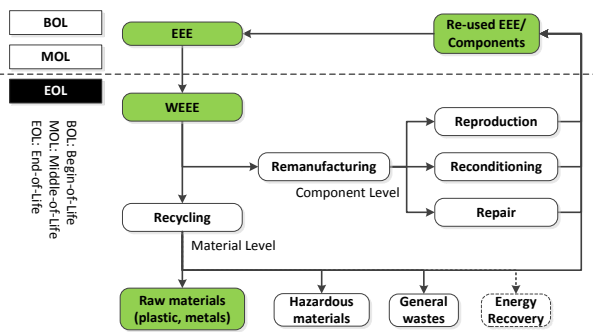 BOL
MOL
EOL
BOL: Begin-of-Life
MOL: Middle-of-Life
EOL: End-of-Life
EEE
Re-used EEE/
Components
WEEE
Remanufacturing
Component Level
Reproduction
Reconditioning
Repair
Recycling
Material Level
Raw materials
(plastic, metals)
Hazardous
materials
General
wastes
Energy
Recovery